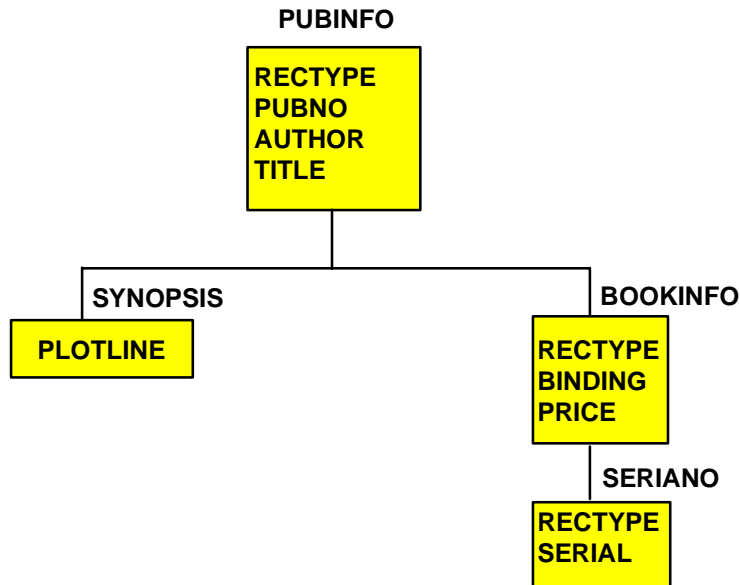 PUBINFO
RECTYPE
PUBNO
AUTHOR
TITLE
SYNOPSIS
PLOTLINE
BOOKINFO
RECTYPE
BINDING
PRICE
SERIANO
RECTYPE
SERIAL